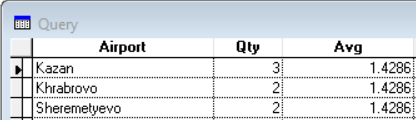 Query
Airport Qty Avg
Kazan 3 1.4286
Khrabrovo 2 1.4286
Sheremetyevo 2 1.4286